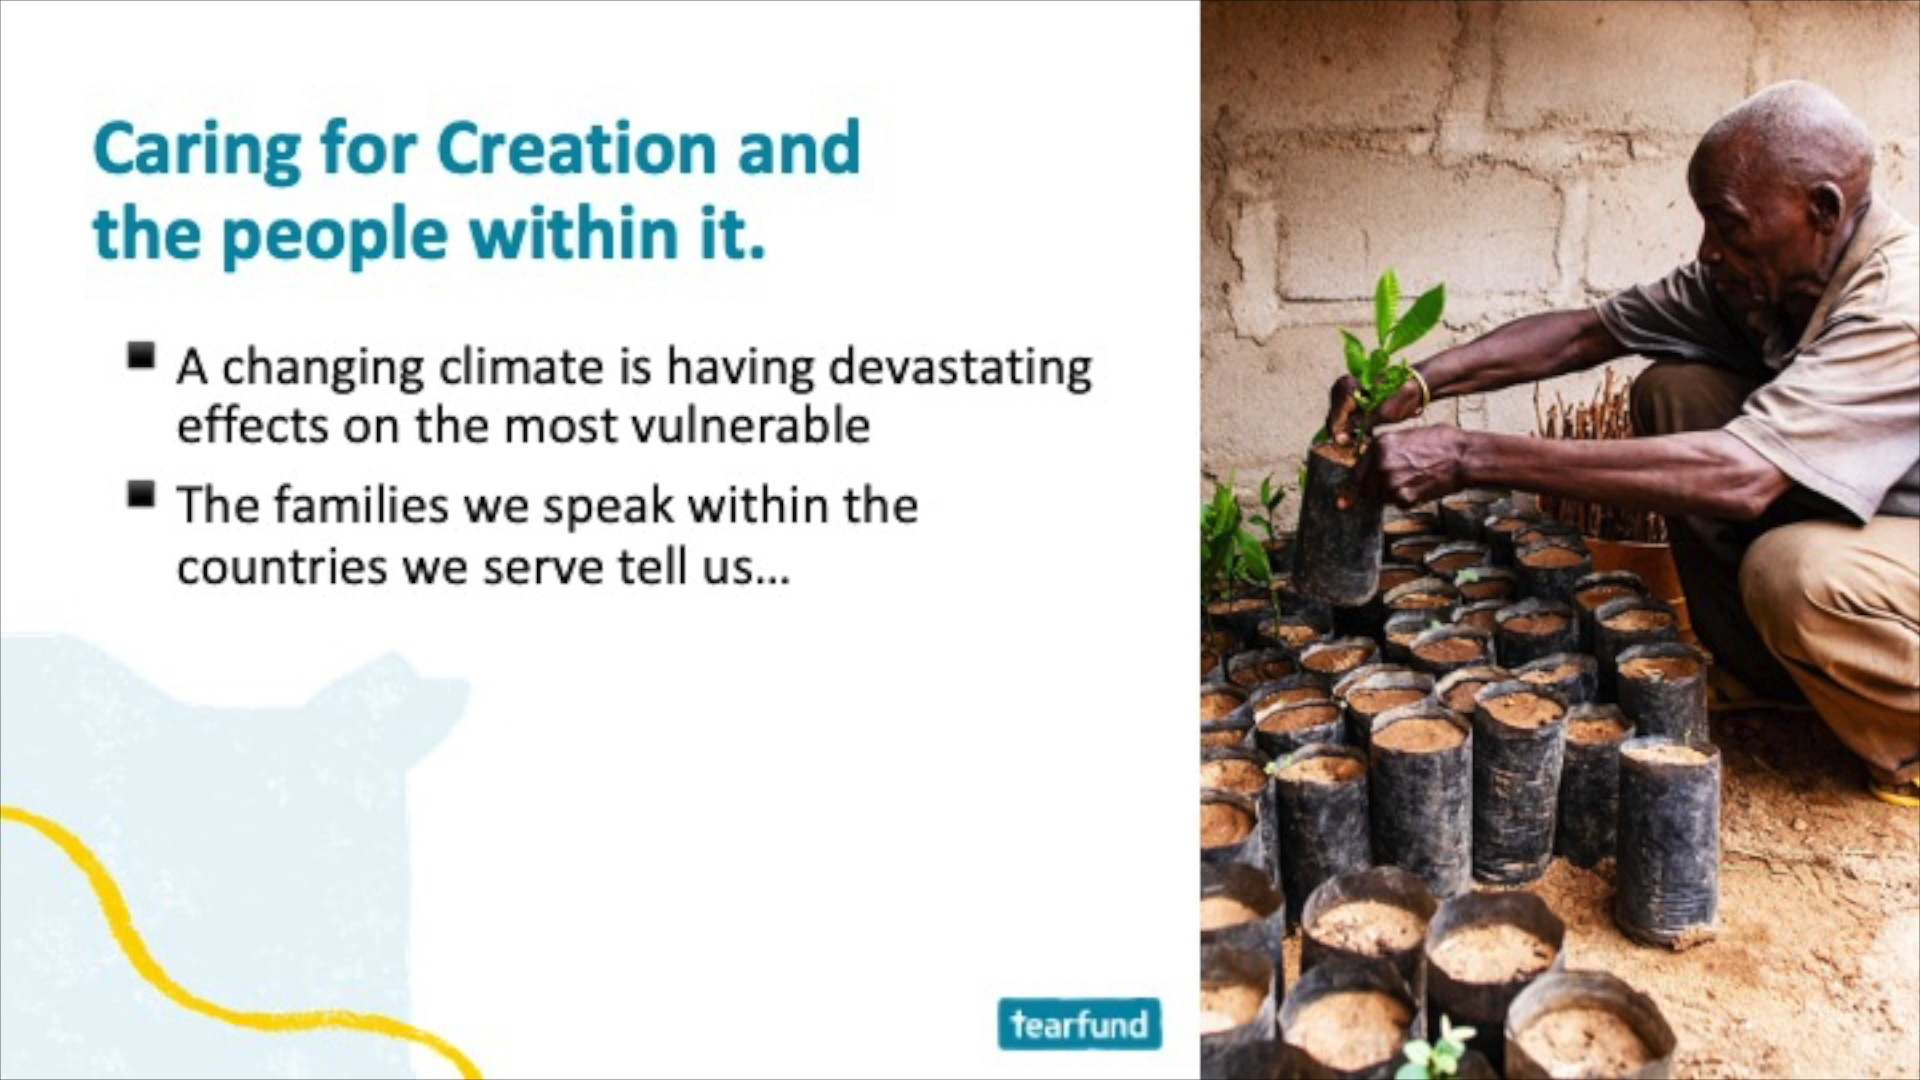 Caring for Creation and
the people within it.
A changing climate is having devastating
effects on the most vulnerable
The families we speak within the
countries we serve tell us...
tearfund